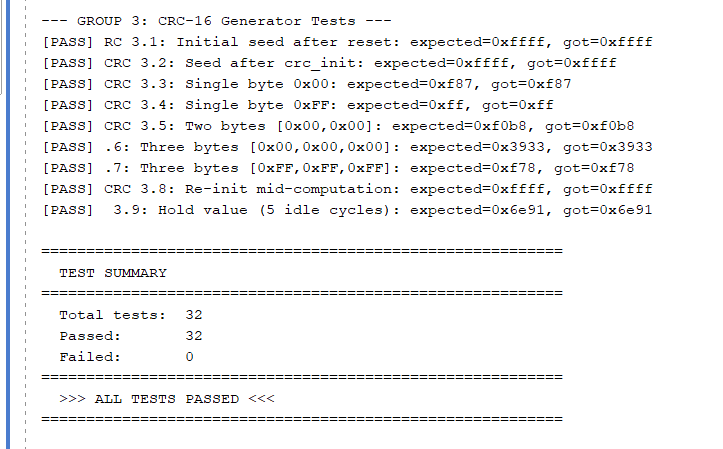 --- GROUP 3: CRC-16 Generator Tests ---
[PASS] RC 3.1: Initial seed after reset: expected=0xffff, got=0xffff
[PASS] CRC 3.2: Seed after crc_init: expected=0xffff, got=0xffff
[PASS] CRC 3.3: Single byte 0x00: expected=0xf87, got=0xf87
[PASS] CRC 3.4: Single byte 0xFF: expected=0xff, got=0xff
[PASS] CRC 3.5: Two bytes [0x00,0x00]: expected=0xf0b8, got=0xf0b8
[PASS] .6: Three bytes [0x00,0x00,0x00]: expected=0x3933, got=0x3933
[PASS] .7: Three bytes [0xFF,0xFF,0xFF]: expected=0xf78, got=0xf78
[PASS] CRC 3.8: Re-init mid-computation: expected=0xffff, got=0xffff
[PASS]  3.9: Hold value (5 idle cycles): expected=0x6e91, got=0x6e91
==========================================================
TEST SUMMARY
==========================================================
Total tests:  32
Passed:       32
Failed:       0
==========================================================
>>> ALL TESTS PASSED <<<
==========================================================